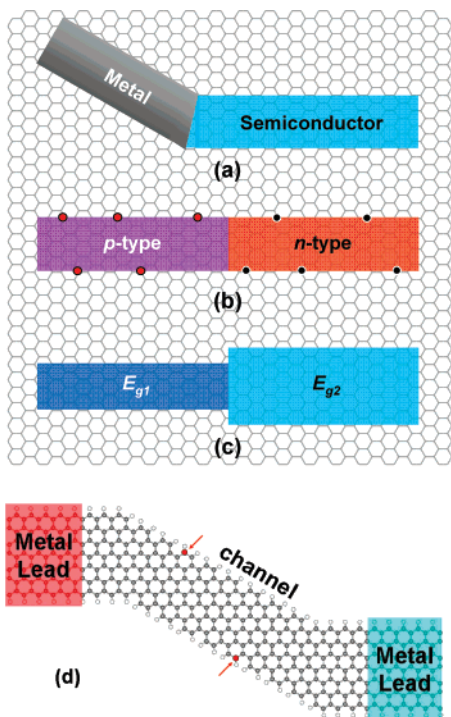 Metal
Semiconductor
(a)
p-type
n-type
(b)
Eg1
Eg2
(c)
Metal
Lead
channel
Metal
Lead
(d)